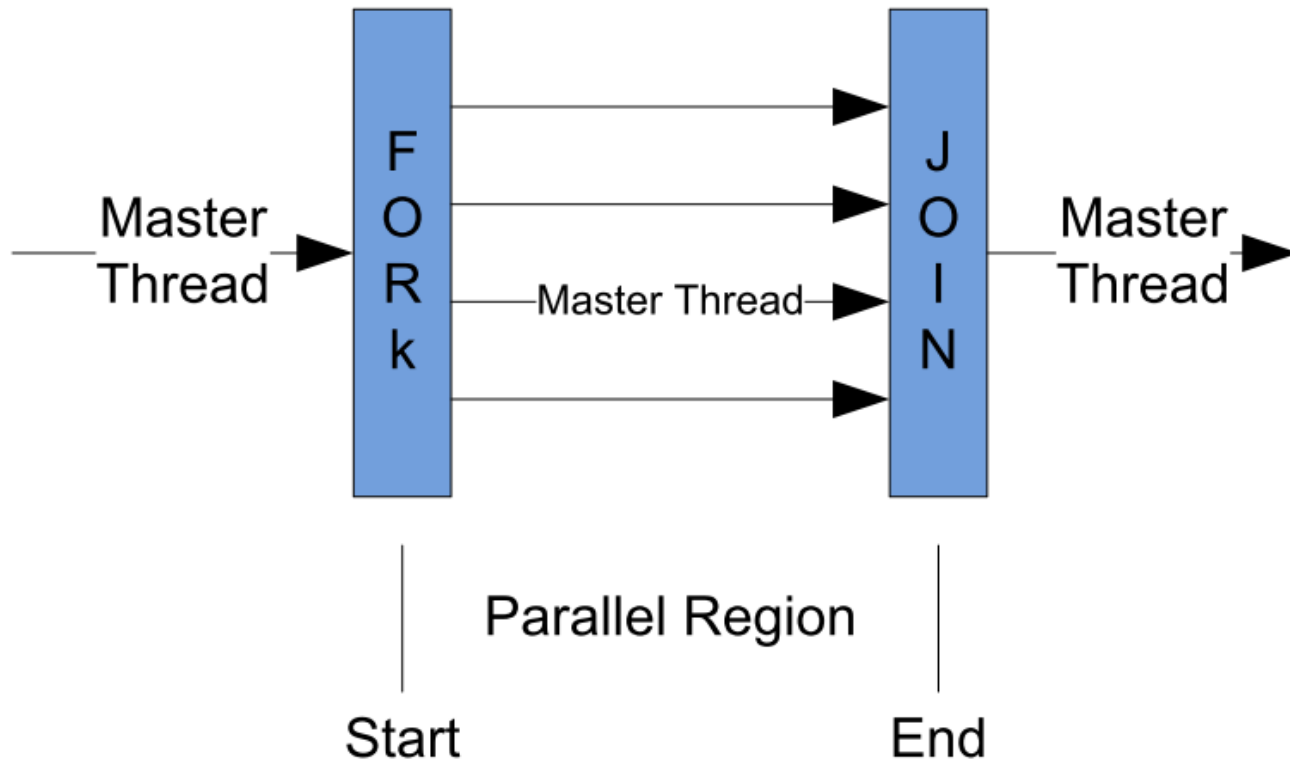 Master
Thread
F
O
R
k
Master Thread
J
O
I
N
Master
Thread
Parallel Region
Start
End